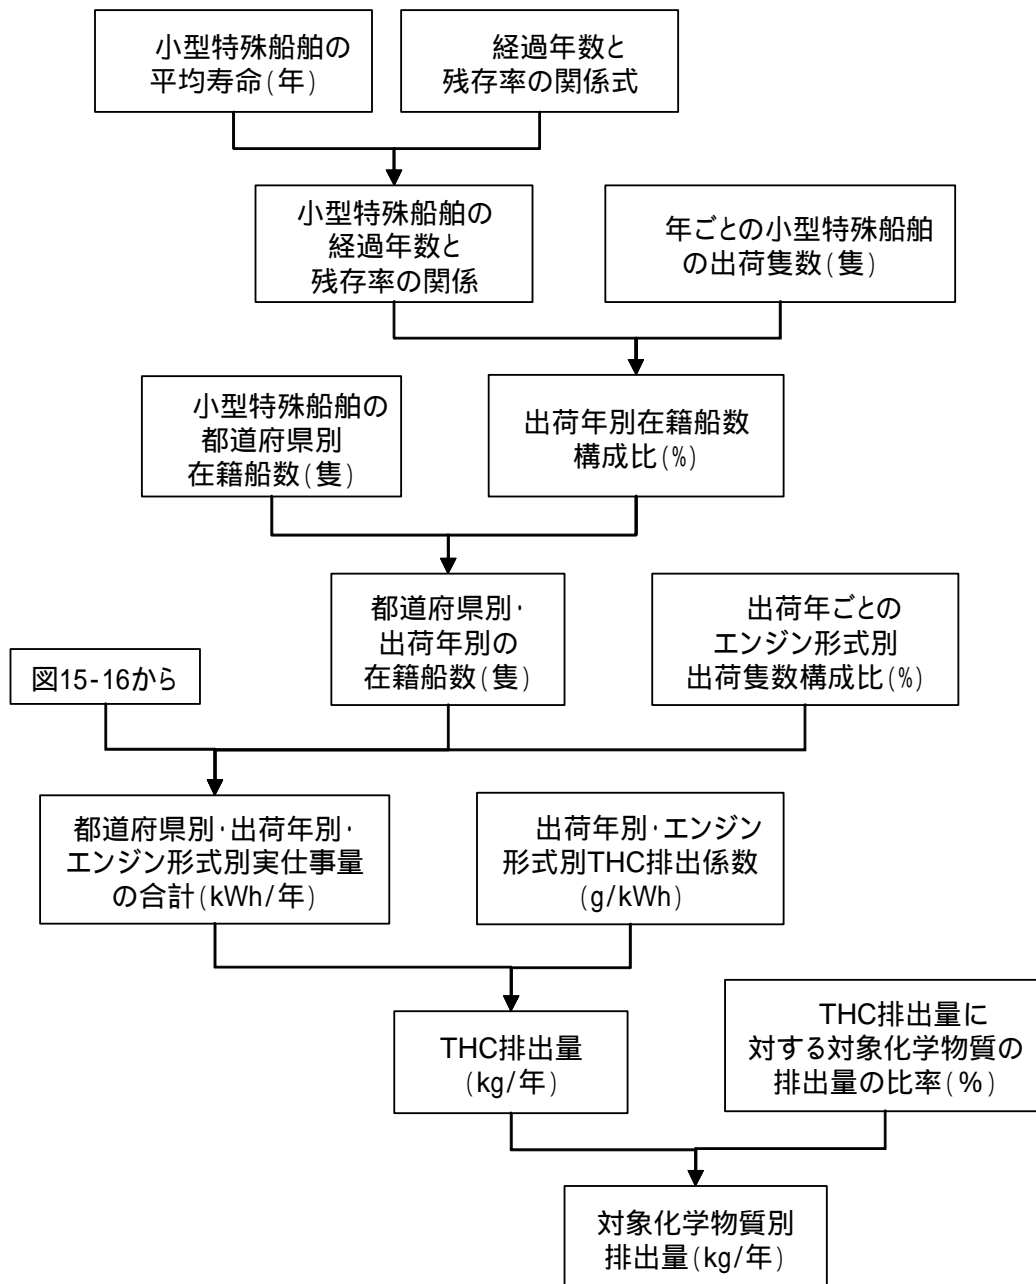 小型特殊船舶の
平均寿命(年)
経過年数と
残存率の関係式
小型特殊船舶の
経過年数と
残存率の関係
年ごとの小型特殊船舶
の出荷隻数(隻)
小型特殊船舶の
都道府県別
在籍船数(隻)
出荷年別在籍船数
構成比(%)
都道府県別・
出荷年別の
在籍船数(隻)
出荷年ごとの
エンジン形式別
出荷隻数構成比(%)
図15-16から
都道府県別・出荷年別・
エンジン形式別実仕事量
の合計(kWh/年)
出荷年別・エンジン
形式別THC排出係数
(g/kWh)
THC排出量
(kg/年)
THC排出量に
対する対象化学物質の
排出量の比率(%)
対象化学物質別
排出量(kg/年)